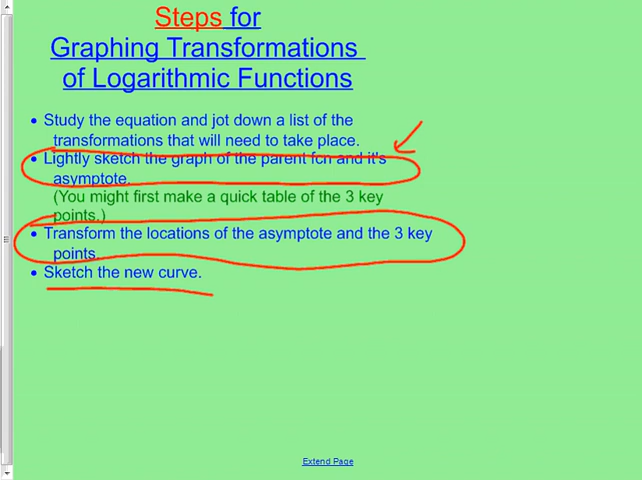 Steps for
Graphing Transformations
of Logarithmic Functions
• Study the equation and jot down a list of the
transformations that will need to take place.
• Lightly sketch the graph of the parent fcn and it's
asymptote.
(You might first make a quick table of the 3 key
points.)
• Transform the locations of the asymptote and the 3 key
points.
• Sketch the new curve.
Extend Page